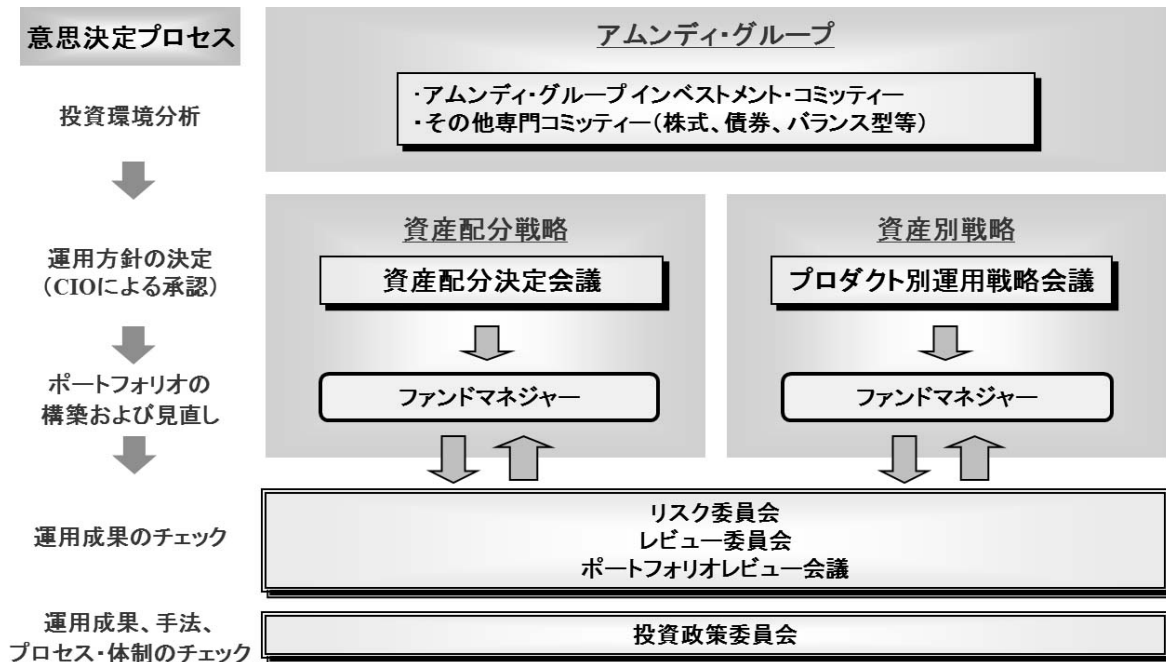 意思決定プロセス
アムンディ・グループ
投資環境分析
・アムンディ・グループ インベストメント・コミッティー
・その他専門コミッティー（株式、債券、バランス型等）
運用方針の決定
（CIOによる承認）
資産配分戦略
資産配分決定会議
資産別戦略
プロダクト別運用戦略会議
ポートフォリオの
構築および見直し
ファンドマネジャー
ファンドマネジャー
運用成果のチェック
リスク委員会
レビュー委員会
ポートフォリオレビュー会議
運用成果、手法、
プロセス・体制のチェック
投資政策委員会